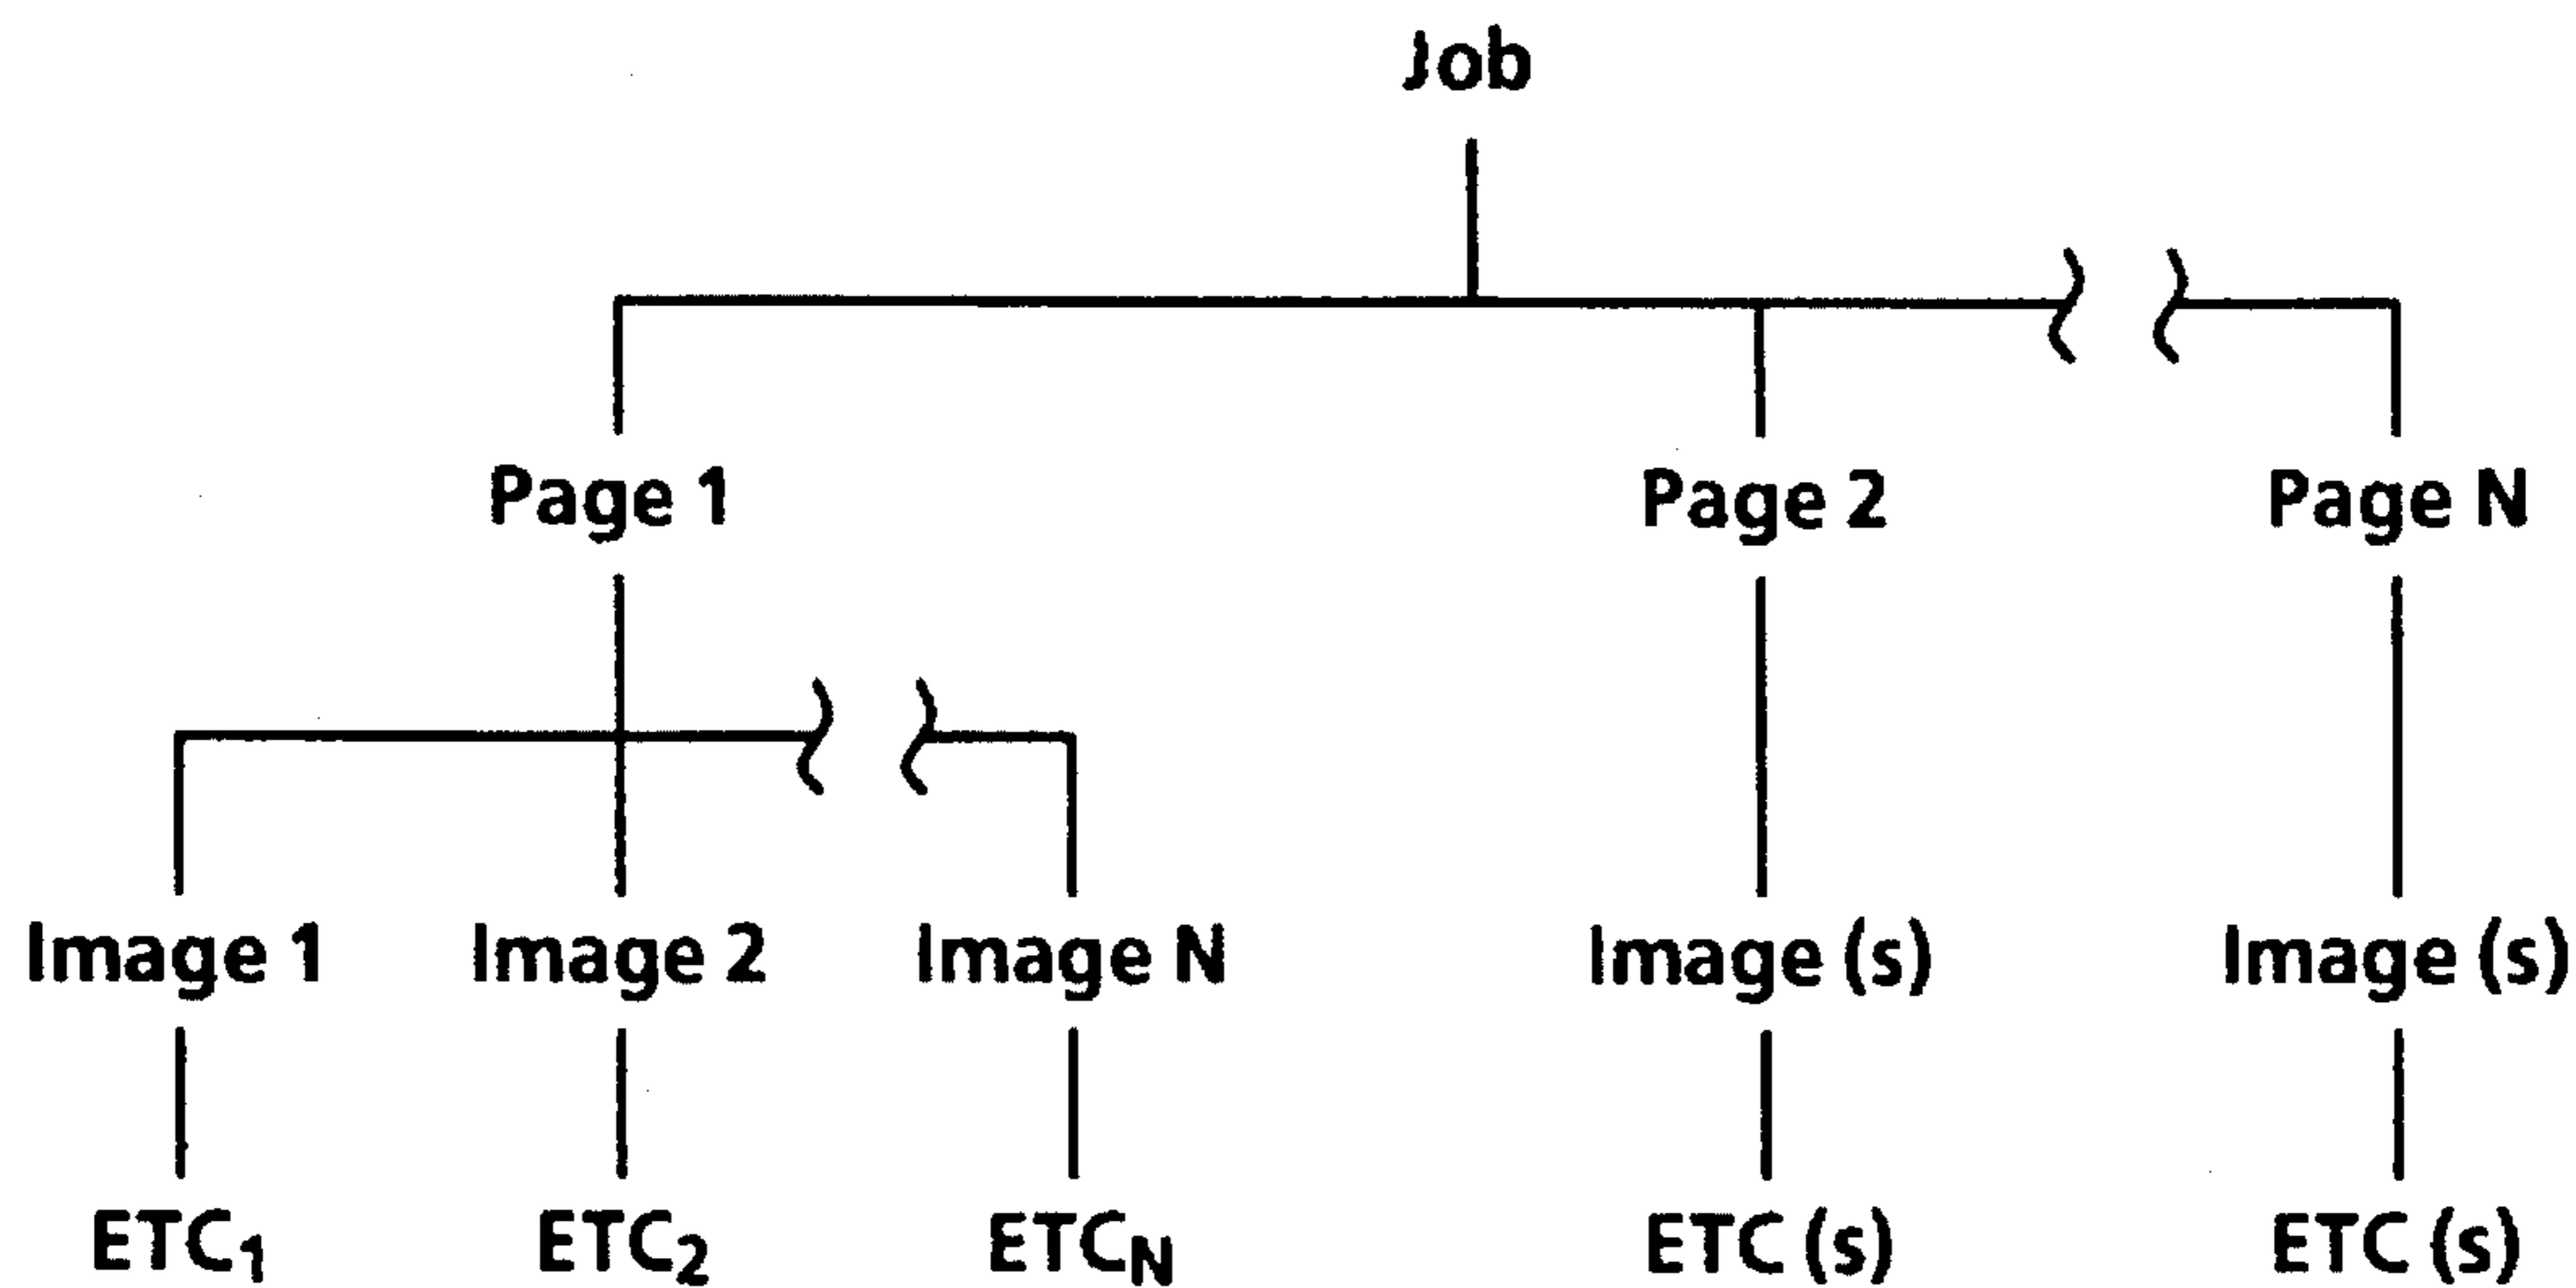 Job
Page 1 Page 2 Page N
Image 1 Image 2 Image N Image (s) Image (s)
ETC₁ ETC₂ ETCN ETC (s) ETC (s)